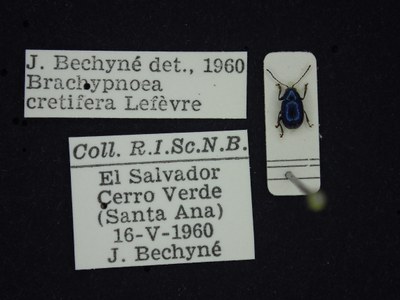 J. Bechyné det., 1960
Brachypnoea
cretifera Lefèvre
Coll. R.I.Sc.N.B.
El Salvador
Cerro Verde
(Santa Ana)
16-V-1960
J. Bechyné